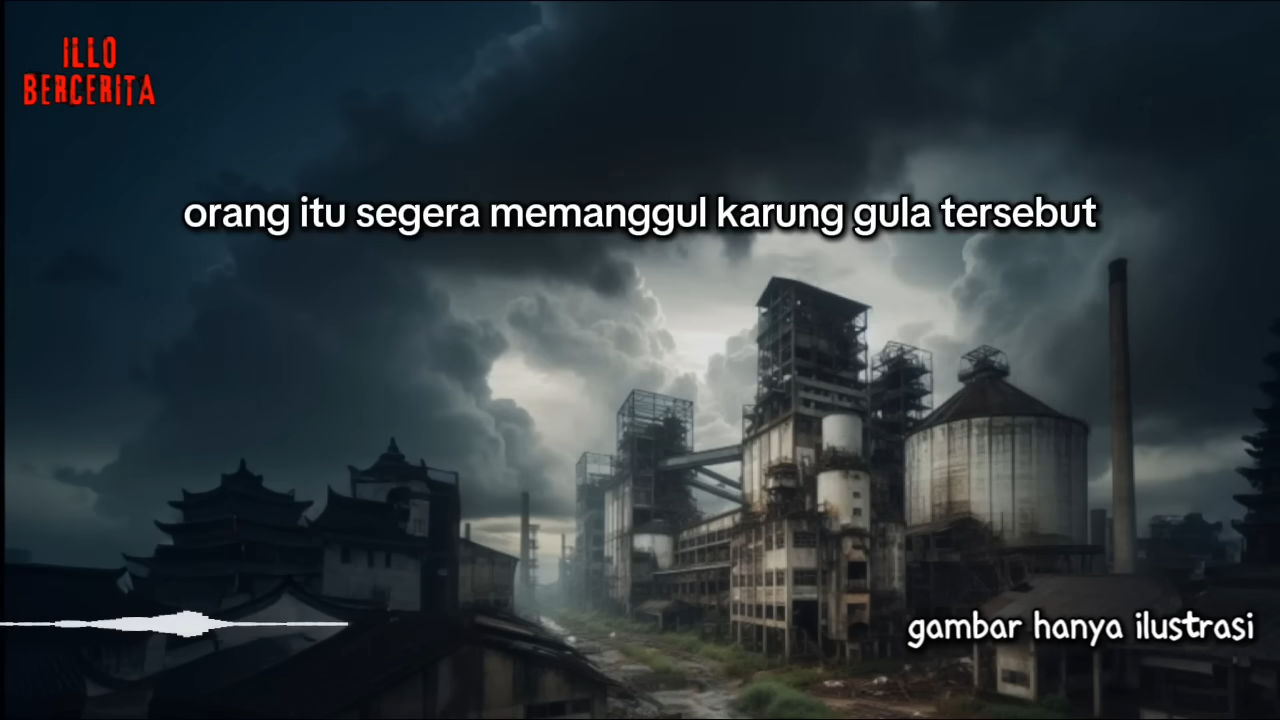 ILLO
BERCERITA
orang itu segera memanggul karung gula tersebut
gambar hanya ilustrasi